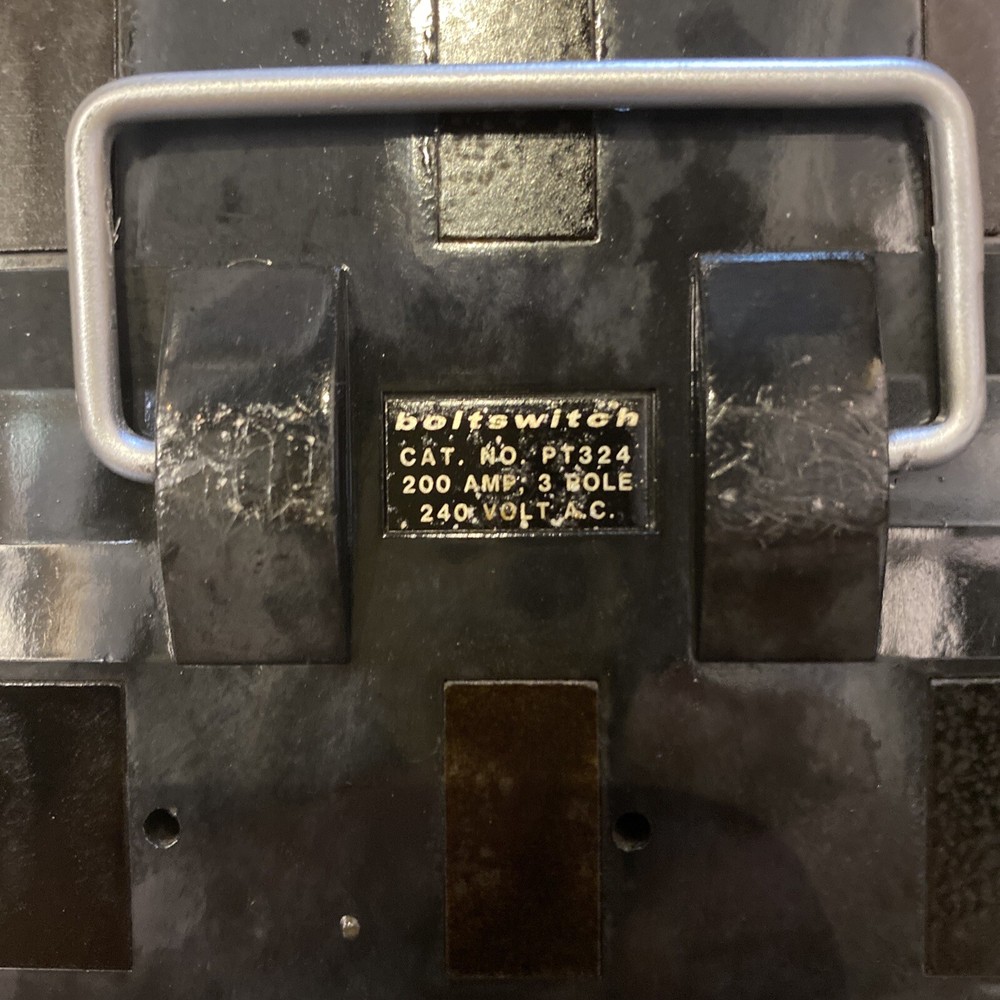 boltswitch
CAT. NO. PT324
200 AMP, 3 POLE
240 VOLT A.C.